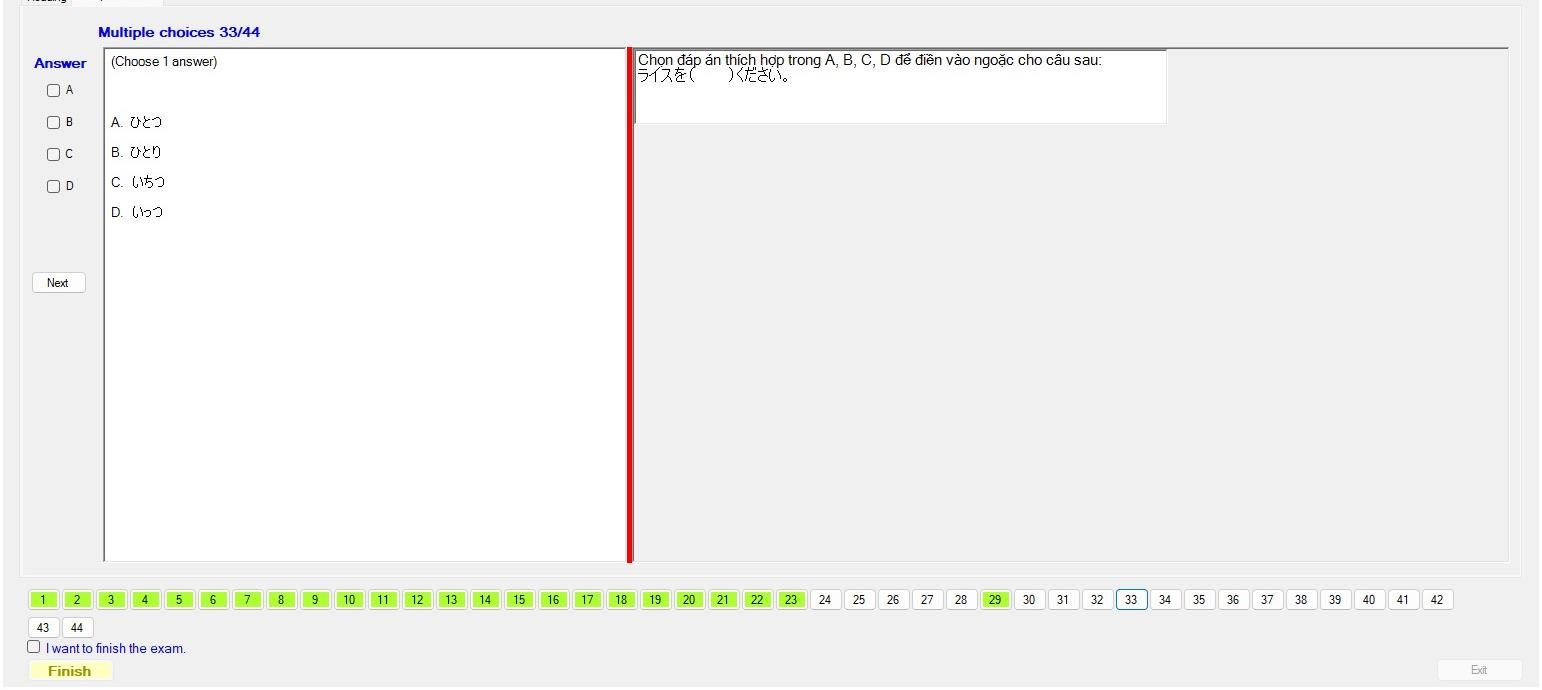 Multiple choices 33/44
Answer
A
B
C
D
Next
(Choose 1 answer)
A. ひとつ
B. ひとり
C. いちつ
D. いっつ
Chọn đáp án thích hợp trong A, B, C, D để điền vào ngoặc cho câu sau:
ライスを(　　)ください。
1 2 3 4 5 6 7 8 9 10 11 12 13 14 15 16 17 18 19 20 21 22 23 24 25 26 27 28 29 30 31 32 33 34 35 36 37 38 39 40 41 42
43 44
I want to finish the exam.
Finish
Exit